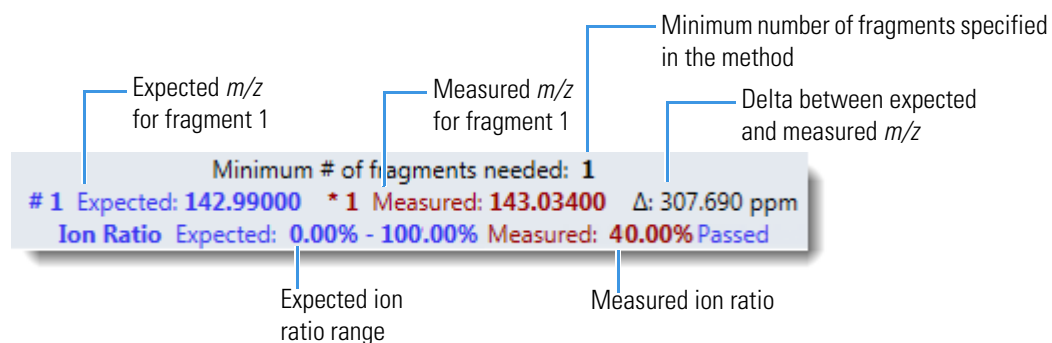 Minimum number of fragments specified
in the method
Expected m/z
for fragment 1
Measured m/z
for fragment 1
Delta between expected
and measured m/z
Minimum # of fragments needed: 1
# 1 Expected: 142.99000 * 1 Measured: 143.03400 Δ: 307.690 ppm
Ion Ratio Expected: 0.00% - 100.00% Measured: 40.00% Passed
Expected ion
ratio range
Measured ion ratio